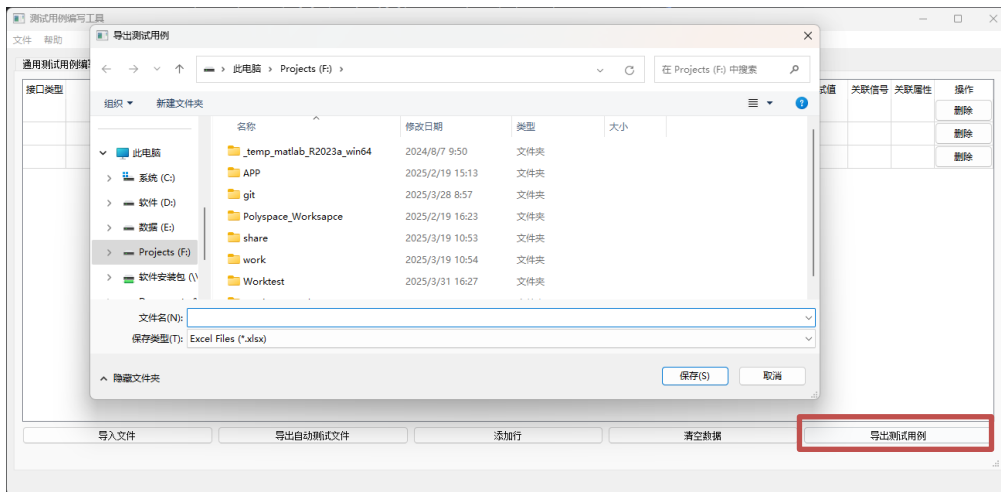 测试用例编写工具
文件 帮助
导出测试用例
通用测试用例编
此电脑 › Projects (F:) ›
在 Projects (F:) 中搜索
组织 新建文件夹
接口类型
关联信号 关联属性 操作
删除
删除
删除
名称 修改日期 类型 大小
_temp_matlab_R2023a_win64 2024/8/7 9:50 文件夹
APP 2025/2/19 15:13 文件夹
git 2025/3/28 8:57 文件夹
Polyspace_Worksapce 2025/2/19 16:23 文件夹
share 2025/3/19 10:53 文件夹
work 2025/3/19 10:54 文件夹
Worktest 2025/3/31 16:27 文件夹
此电脑
系统 (C:)
软件 (D:)
数据 (E:)
Projects (F:)
软件安装包 (\\
文件名(N):
保存类型(T): Excel Files (*.xlsx)
隐藏文件夹
保存(S) 取消
导入文件 导出自动测试文件 添加行 清空数据 导出测试用例